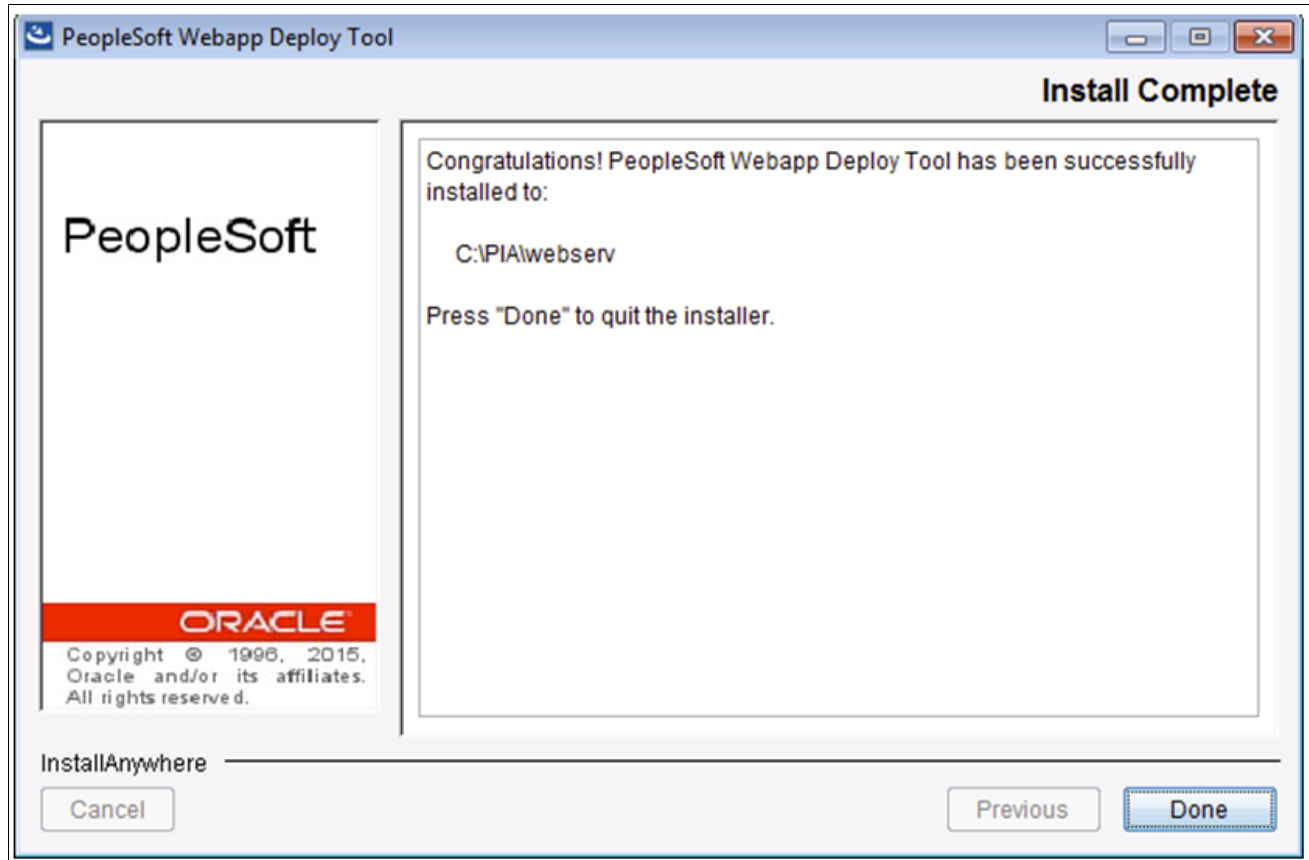 PeopleSoft Webapp Deploy Tool
Install Complete
PeopleSoft
ORACLE
Copyright © 1996, 2015,
Oracle and/or its affiliates.
All rights reserved.
Congratulations! PeopleSoft Webapp Deploy Tool has been successfully
installed to:
C:\PIA\webserv
Press "Done" to quit the installer.
InstallAnywhere
Cancel
Previous
Done